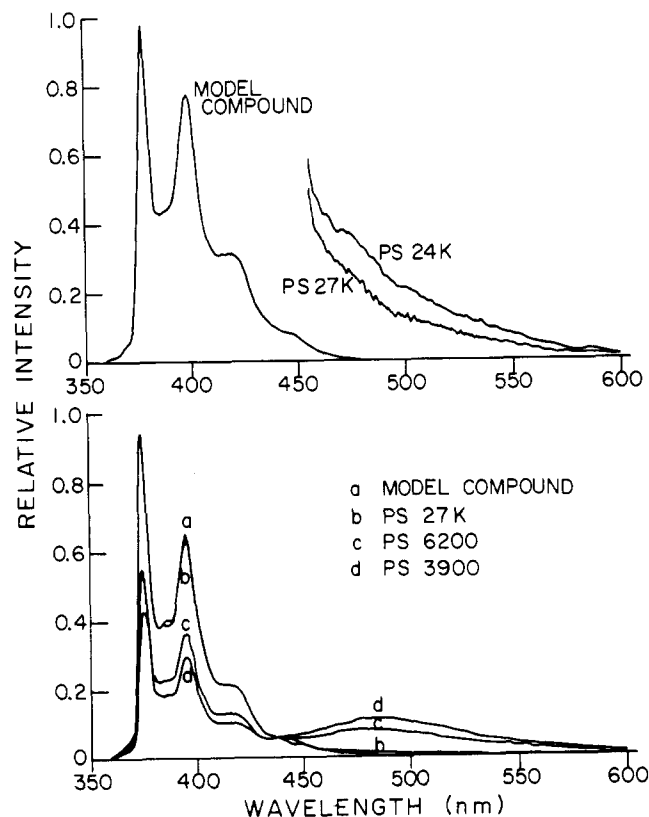 1.0
0.8
0.6
0.4
0.2
0
MODEL
COMPOUND
PS 24K
PS 27K
350
400
450
500
550
600
RELATIVE INTENSITY
1.0
0.8
0.6
0.4
0.2
0
a MODEL COMPOUND
b PS 27K
c PS 6200
d PS 3900
a
b
c
d
d
c
b
350
400
450
500
550
600
WAVELENGTH (nm)